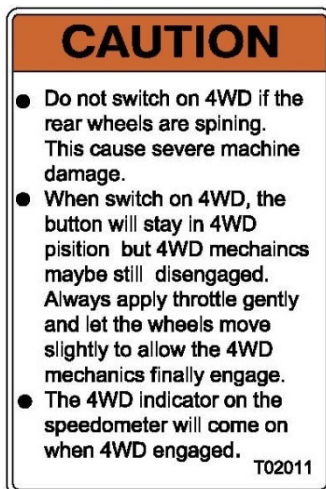 CAUTION
● Do not switch on 4WD if the
rear wheels are spining.
This cause severe machine
damage.
● When switch on 4WD, the
button will stay in 4WD
pisition but 4WD mechaincs
maybe still disengaged.
Always apply throttle gently
and let the wheels move
slightly to allow the 4WD
mechanics finally engage.
● The 4WD indicator on the
speedometer will come on
when 4WD engaged.
T02011